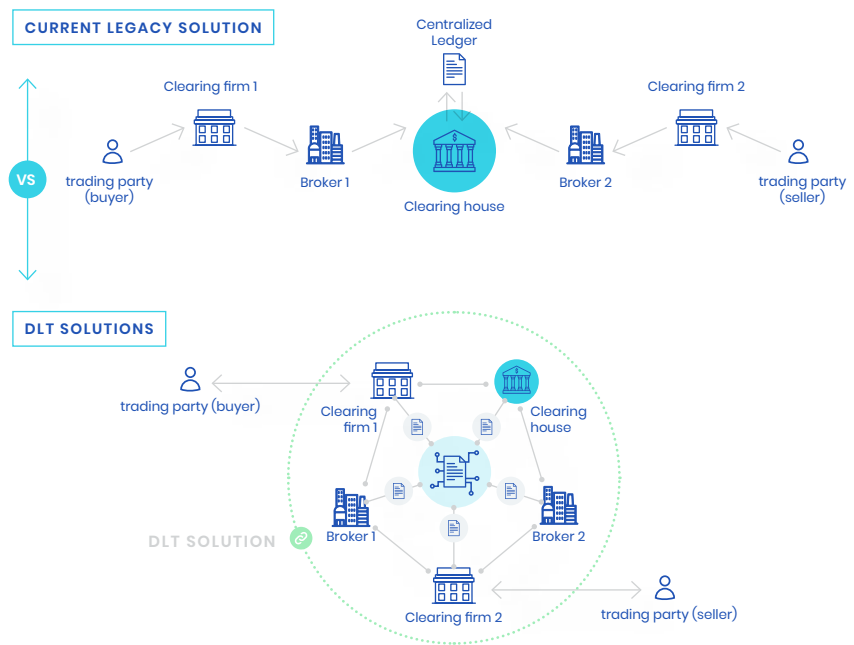 CURRENT LEGACY SOLUTION
Centralized
Ledger
Clearing firm 1
Clearing firm 2
VS
trading party
(buyer)
Broker 1
$
Clearing house
Broker 2
trading party
(seller)
DLT SOLUTIONS
trading party (buyer)
Clearing
firm 1
$
Clearing
house
Broker 1
Broker 2
DLT SOLUTION
Clearing firm 2
trading party (seller)